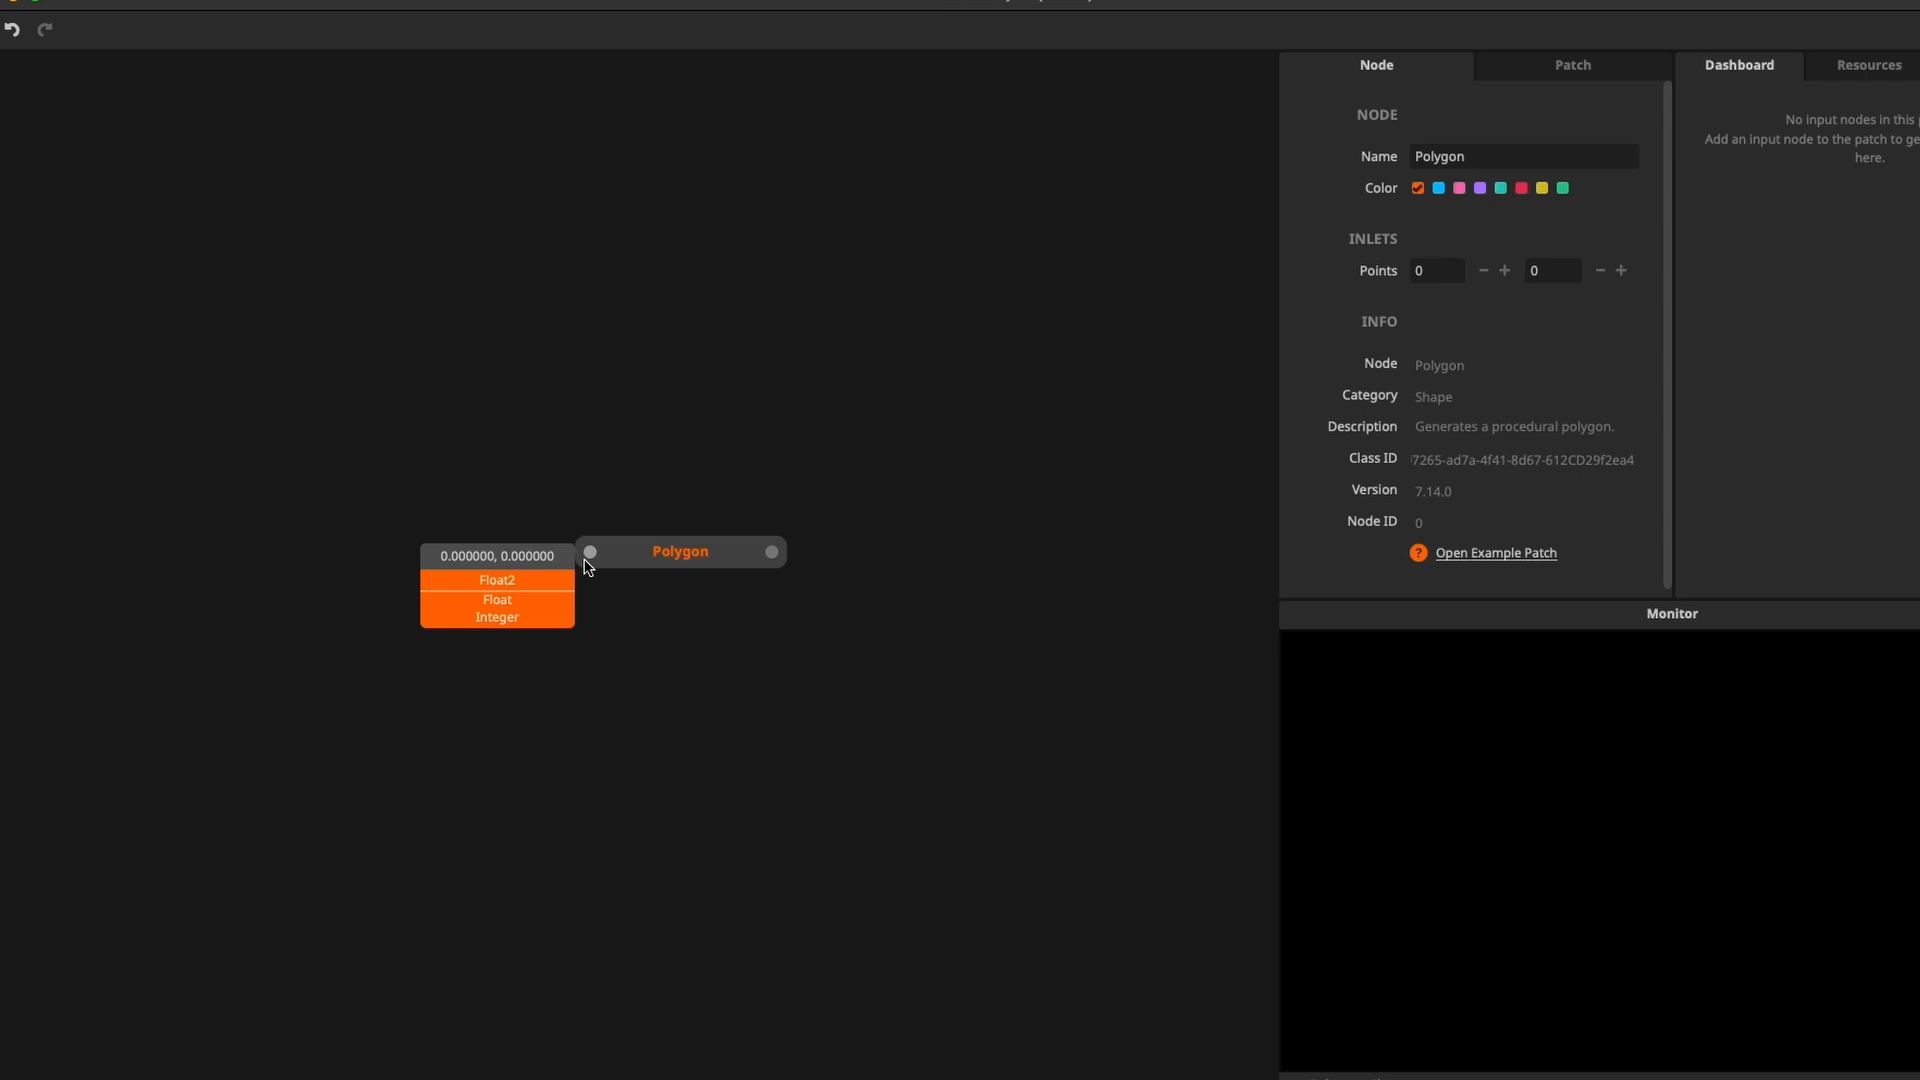 Node
Patch
Dashboard
Resources
NODE
Name Polygon
Color
INLETS
Points 0 − + 0 − +
INFO
Node Polygon
Category Shape
Description Generates a procedural polygon.
Class ID 7265-ad7a-4f41-8d67-612CD29f2ea4
Version 7.14.0
Node ID 0
? Open Example Patch
No input nodes in this
Add an input node to the patch to ge
here.
Monitor
0.000000, 0.000000
Float2
Float
Integer
Polygon